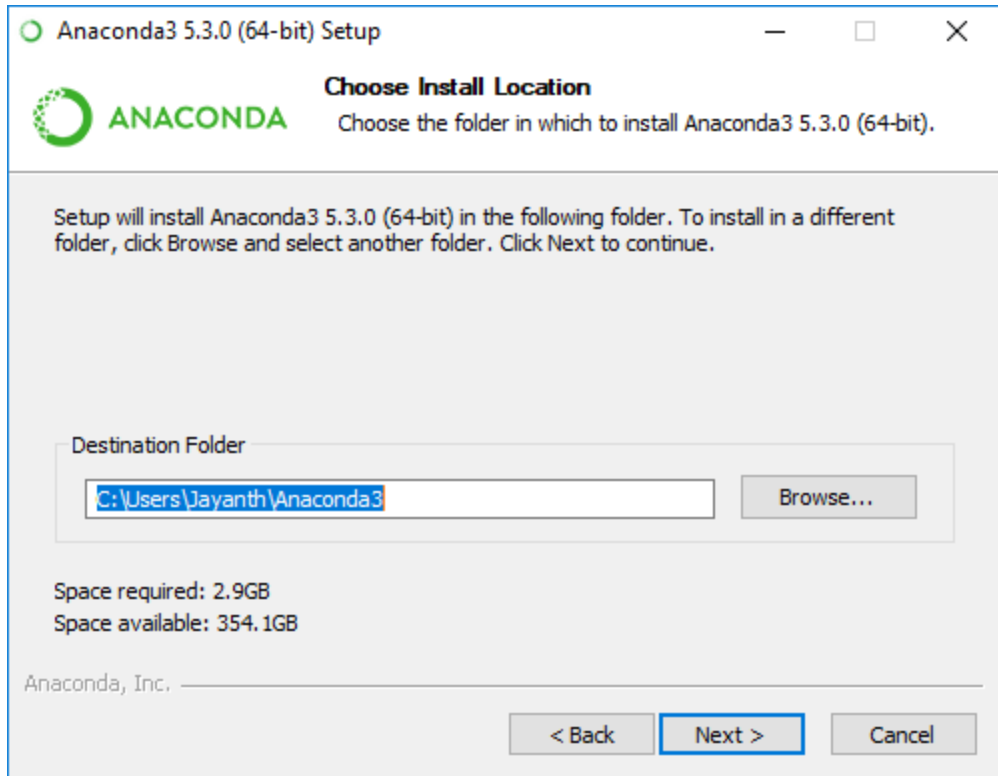 Anaconda3 5.3.0 (64-bit) Setup
ANACONDA
Choose Install Location
Choose the folder in which to install Anaconda3 5.3.0 (64-bit).
Setup will install Anaconda3 5.3.0 (64-bit) in the following folder. To install in a different
folder, click Browse and select another folder. Click Next to continue.
Destination Folder
C:\Users\Jayanth\Anaconda3
Browse...
Space required: 2.9GB
Space available: 354.1GB
Anaconda, Inc.
< Back
Next >
Cancel